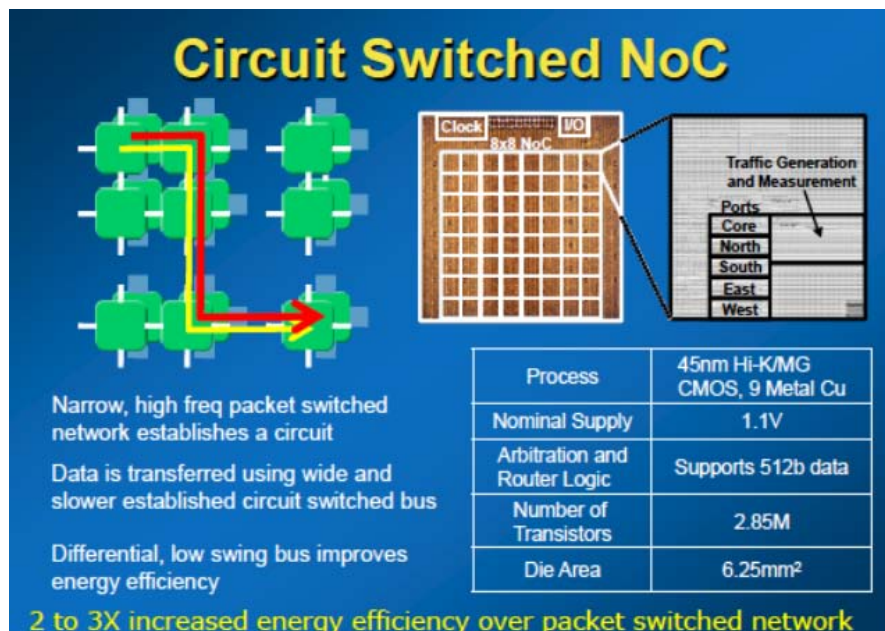 Circuit Switched NoC
Clock
I/O
8x8 NoC
Traffic Generation
and Measurement
Ports
Core
North
South
East
West
Narrow, high freq packet switched
network establishes a circuit
Data is transferred using wide and
slower established circuit switched bus
Differential, low swing bus improves
energy efficiency
Process
45nm Hi-K/MG
CMOS, 9 Metal Cu
Nominal Supply
1.1V
Arbitration and
Router Logic
Supports 512b data
Number of
Transistors
2.85M
Die Area
6.25mm²
2 to 3X increased energy efficiency over packet switched network